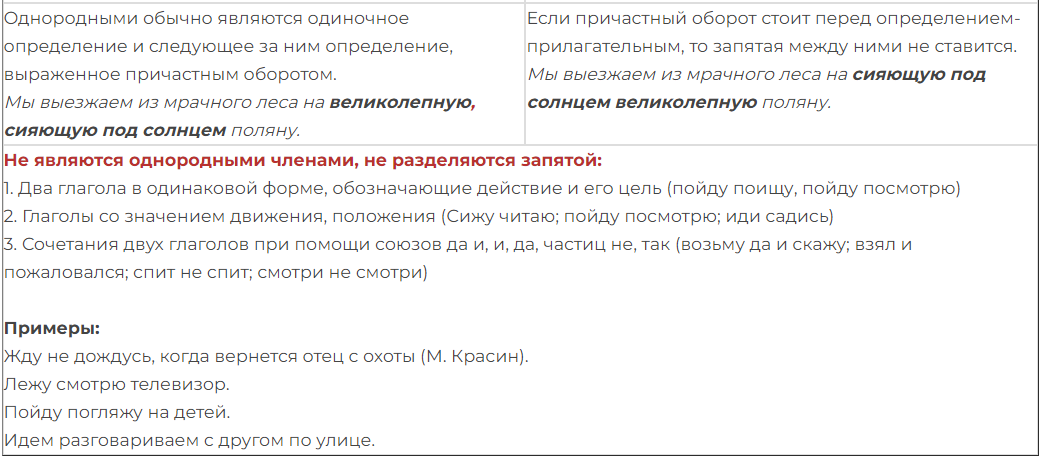 Однородными обычно являются одиночное
определение и следующее за ним определение,
выраженное причастным оборотом.
Мы выезжаем из мрачного леса на великолепную,
сияющую под солнцем поляну.
Если причастный оборот стоит перед определением-
прилагательным, то запятая между ними не ставится.
Мы выезжаем из мрачного леса на сияющую под
солнцем великолепную поляну.
Не являются однородными членами, не разделяются запятой:
1. Два глагола в одинаковой форме, обозначающие действие и его цель (пойду поищу, пойду посмотрю)
2. Глаголы со значением движения, положения (Сижу читаю; пойду посмотрю; иди садись)
3. Сочетания двух глаголов при помощи союзов да и, и, да, частиц не, так (возьму да и скажу; взял и
пожаловался; спит не спит; смотри не смотри)
Примеры:
Жду не дождусь, когда вернется отец с охоты (М. Красин).
Лежу смотрю телевизор.
Пойду погляжу на детей.
Идем разговариваем с другом по улице.